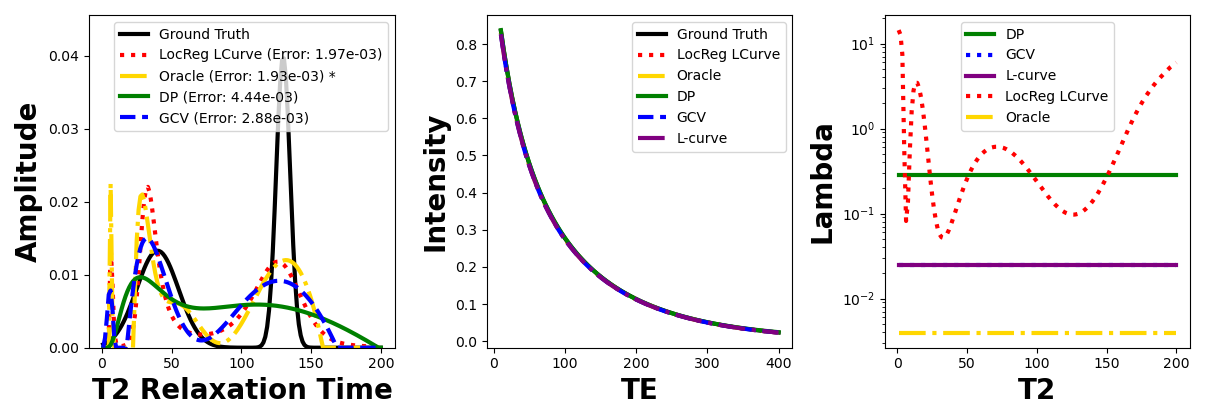 Amplitude
0.04
0.03
0.02
0.01
0.00
0
50
100
150
200
T2 Relaxation Time
Ground Truth
LocReg LCurve (Error: 1.97e-03)
Oracle (Error: 1.93e-03) *
DP (Error: 4.44e-03)
GCV (Error: 2.88e-03)
Intensity
0.8
0.7
0.6
0.5
0.4
0.3
0.2
0.1
0.0
0
100
200
300
400
TE
Ground Truth
LocReg LCurve
Oracle
DP
GCV
L-curve
Lambda
10¹
10⁰
10⁻¹
10⁻²
0
50
100
150
200
T2
DP
GCV
L-curve
LocReg LCurve
Oracle